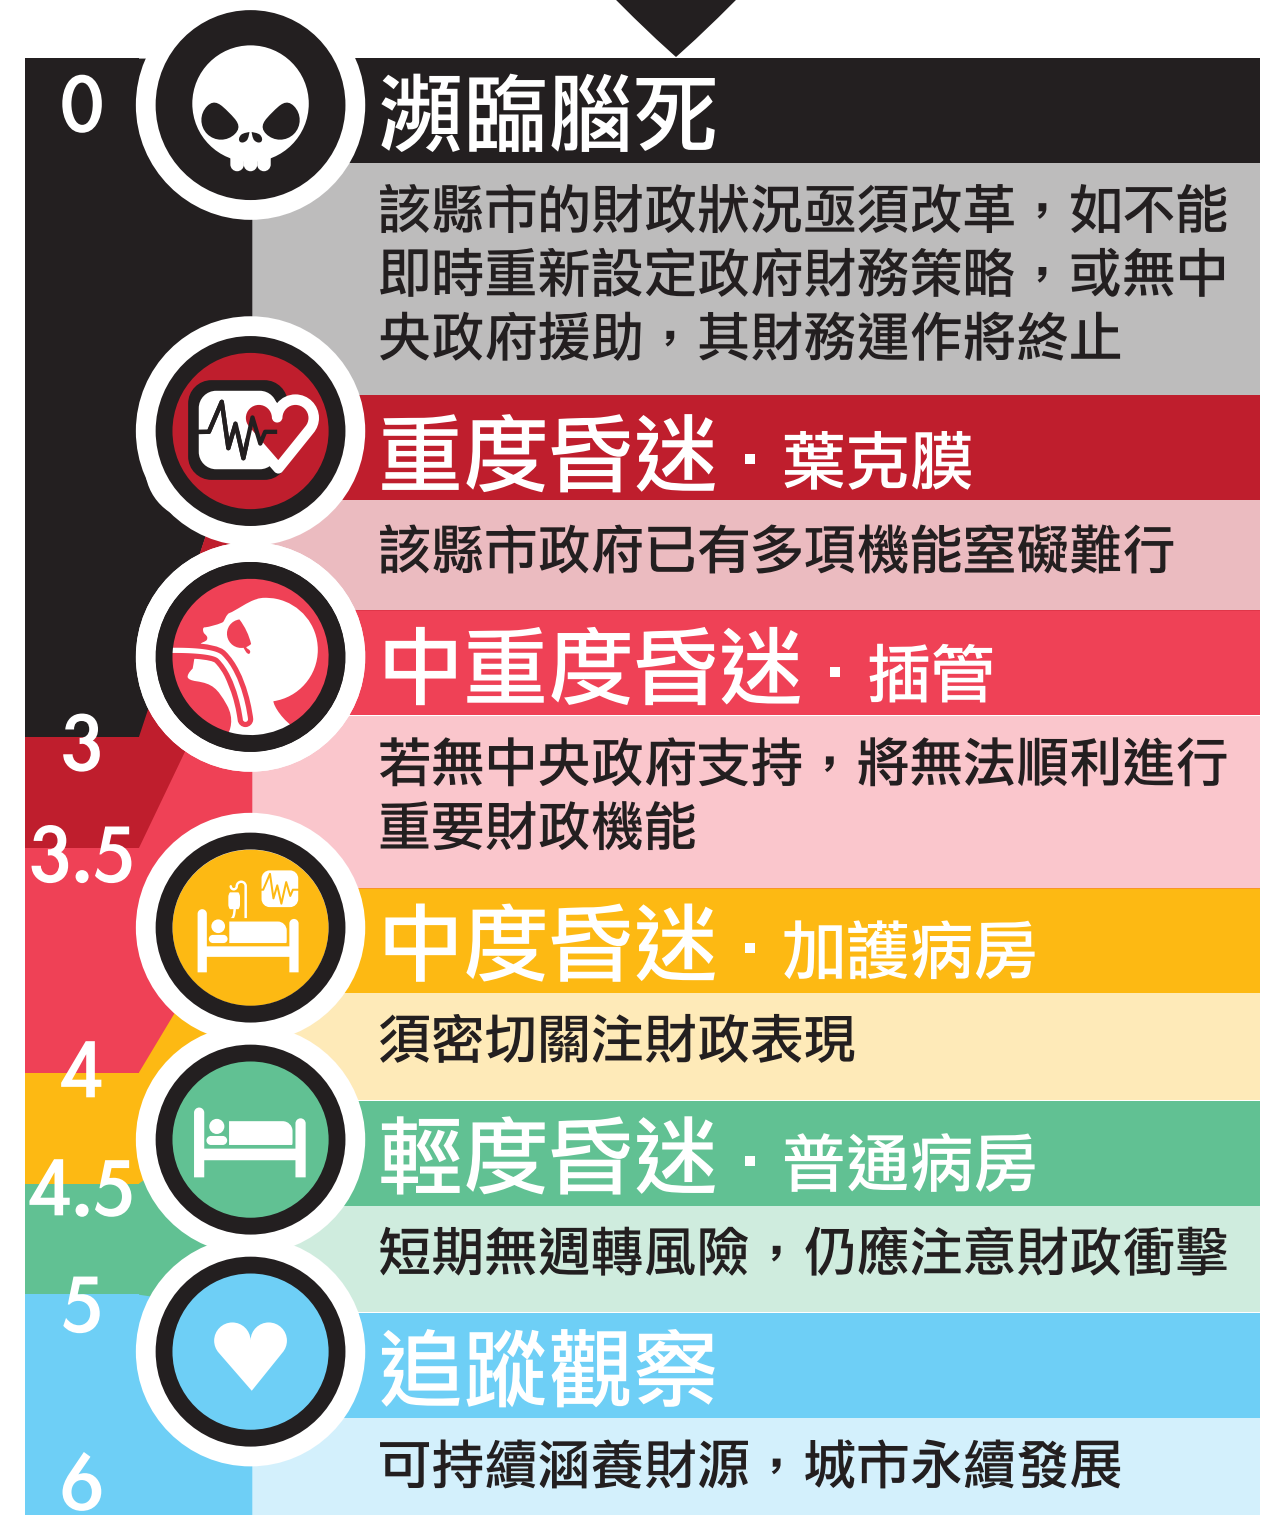 0
瀕臨腦死
該縣市的財政狀況亟須改革，如不能
即時重新設定政府財務策略，或無中
央政府援助，其財務運作將終止
重度昏迷．葉克膜
該縣市政府已有多項機能窒礙難行
中重度昏迷．插管
3
若無中央政府支持，將無法順利進行
重要財政機能
3.5
中度昏迷．加護病房
須密切關注財政表現
4
輕度昏迷．普通病房
4.5
短期無週轉風險，仍應注意財政衝擊
5
追蹤觀察
可持續涵養財源，城市永續發展
6